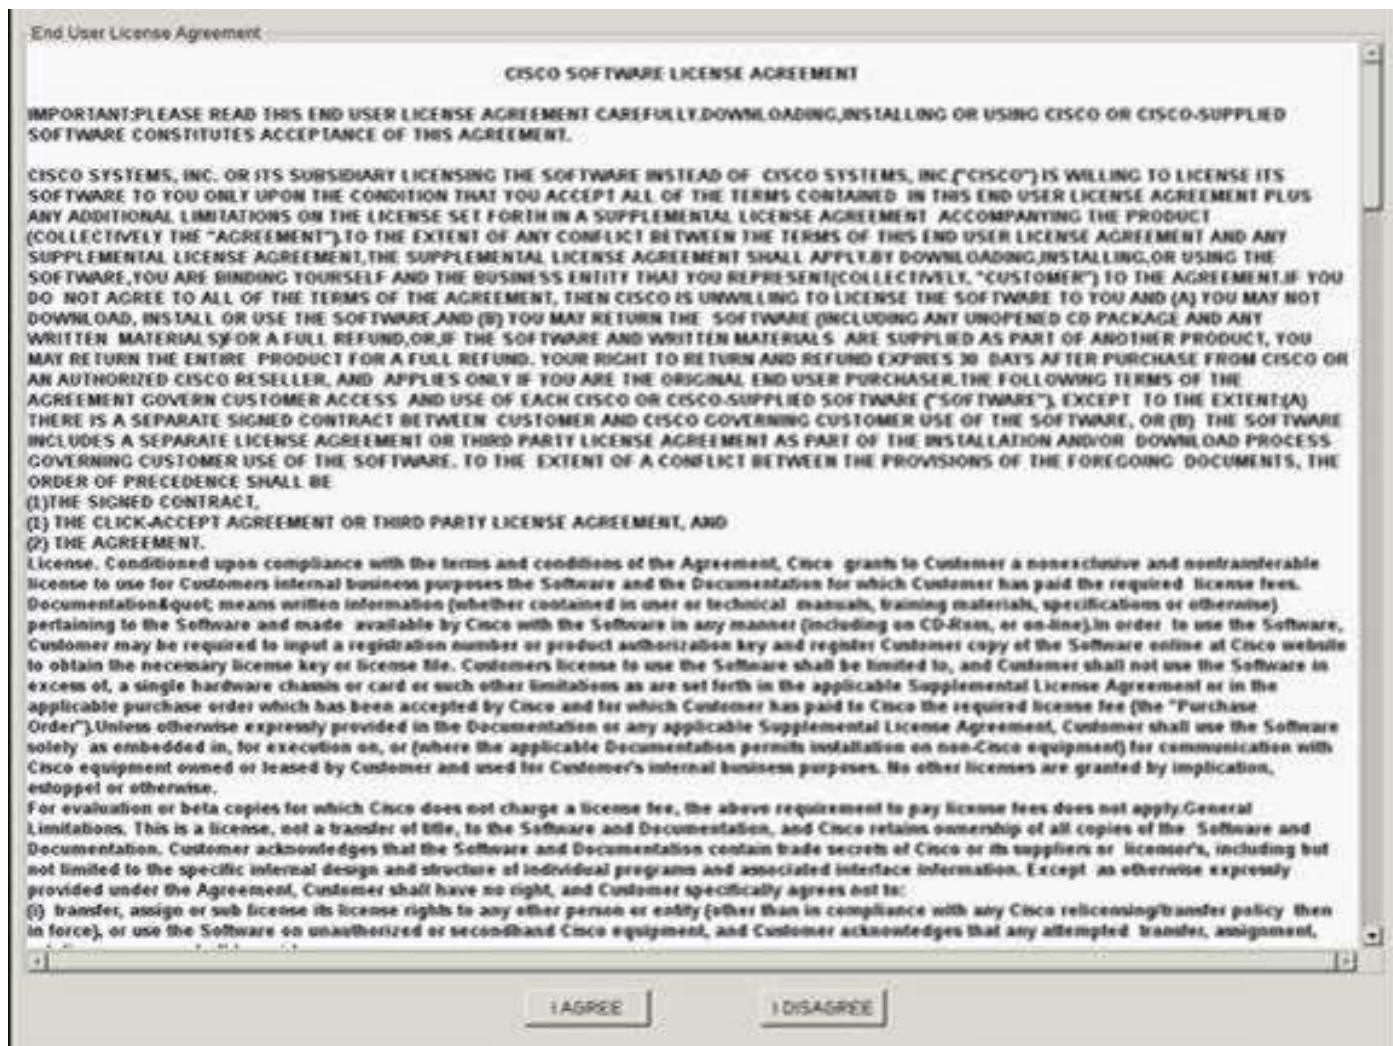 End User License Agreement
CISCO SOFTWARE LICENSE AGREEMENT
IMPORTANT:PLEASE READ THIS END USER LICENSE AGREEMENT CAREFULLY.DOWNLOADING,INSTALLING OR USING CISCO OR CISCO-SUPPLIED
SOFTWARE CONSTITUTES ACCEPTANCE OF THIS AGREEMENT.
CISCO SYSTEMS, INC. OR ITS SUBSIDIARY LICENSING THE SOFTWARE INSTEAD OF CISCO SYSTEMS, INC.("CISCO") IS WILLING TO LICENSE ITS
SOFTWARE TO YOU ONLY UPON THE CONDITION THAT YOU ACCEPT ALL OF THE TERMS CONTAINED IN THIS END USER LICENSE AGREEMENT PLUS
ANY ADDITIONAL LIMITATIONS ON THE LICENSE SET FORTH IN A SUPPLEMENTAL LICENSE AGREEMENT ACCOMPANYING THE PRODUCT
(COLLECTIVELY THE "AGREEMENT").TO THE EXTENT OF ANY CONFLICT BETWEEN THE TERMS OF THIS END USER LICENSE AGREEMENT AND ANY
SUPPLEMENTAL LICENSE AGREEMENT,THE SUPPLEMENTAL LICENSE AGREEMENT SHALL APPLY.BY DOWNLOADING,INSTALLING,OR USING THE
SOFTWARE,YOU ARE BINDING YOURSELF AND THE BUSINESS ENTITY THAT YOU REPRESENT(COLLECTIVELY, "CUSTOMER") TO THE AGREEMENT.IF YOU
DO NOT AGREE TO ALL OF THE TERMS OF THE AGREEMENT, THEN CISCO IS UNWILLING TO LICENSE THE SOFTWARE TO YOU AND (A) YOU MAY NOT
DOWNLOAD, INSTALL OR USE THE SOFTWARE,AND (B) YOU MAY RETURN THE SOFTWARE (INCLUDING ANY UNOPENED CD PACKAGE AND ANY
WRITTEN MATERIALS)FOR A FULL REFUND,OR,IF THE SOFTWARE AND WRITTEN MATERIALS ARE SUPPLIED AS PART OF ANOTHER PRODUCT, YOU
MAY RETURN THE ENTIRE PRODUCT FOR A FULL REFUND. YOUR RIGHT TO RETURN AND REFUND EXPIRES 30 DAYS AFTER PURCHASE FROM CISCO OR
AN AUTHORIZED CISCO RESELLER, AND APPLIES ONLY IF YOU ARE THE ORIGINAL END USER PURCHASER.THE FOLLOWING TERMS OF THE
AGREEMENT GOVERN CUSTOMER ACCESS AND USE OF EACH CISCO OR CISCO-SUPPLIED SOFTWARE ("SOFTWARE"), EXCEPT TO THE EXTENT:(A)
THERE IS A SEPARATE SIGNED CONTRACT BETWEEN CUSTOMER AND CISCO GOVERNING CUSTOMER USE OF THE SOFTWARE, OR (B) THE SOFTWARE
INCLUDES A SEPARATE LICENSE AGREEMENT OR THIRD PARTY LICENSE AGREEMENT AS PART OF THE INSTALLATION AND/OR DOWNLOAD PROCESS
GOVERNING CUSTOMER USE OF THE SOFTWARE. TO THE EXTENT OF A CONFLICT BETWEEN THE PROVISIONS OF THE FOREGOING DOCUMENTS, THE
ORDER OF PRECEDENCE SHALL BE
(1)THE SIGNED CONTRACT,
(1) THE CLICK-ACCEPT AGREEMENT OR THIRD PARTY LICENSE AGREEMENT, AND
(2) THE AGREEMENT.
License. Conditioned upon compliance with the terms and conditions of the Agreement, Cisco grants to Customer a nonexclusive and nontransferable
license to use for Customers internal business purposes the Software and the Documentation for which Customer has paid the required license fees.
Documentation&quot; means written information (whether contained in user or technical manuals, training materials, specifications or otherwise)
pertaining to the Software and made available by Cisco with the Software in any manner (including on CD-Rom, or on-line).In order to use the Software,
Customer may be required to input a registration number or product authorization key and register Customer copy of the Software online at Cisco website
to obtain the necessary license key or license file. Customers license to use the Software shall be limited to, and Customer shall not use the Software in
excess of, a single hardware chassis or card or such other limitations as are set forth in the applicable Supplemental License Agreement or in the
applicable purchase order which has been accepted by Cisco and for which Customer has paid to Cisco the required license fee (the "Purchase
Order").Unless otherwise expressly provided in the Documentation or any applicable Supplemental License Agreement, Customer shall use the Software
solely as embedded in, for execution on, or (where the applicable Documentation permits installation on non-Cisco equipment) for communication with
Cisco equipment owned or leased by Customer and used for Customer's internal business purposes. No other licenses are granted by implication,
estoppel or otherwise.
For evaluation or beta copies for which Cisco does not charge a license fee, the above requirement to pay license fees does not apply.General
Limitations. This is a license, not a transfer of title, to the Software and Documentation, and Cisco retains ownership of all copies of the Software and
Documentation. Customer acknowledges that the Software and Documentation contain trade secrets of Cisco or its suppliers or licensor's, including but
not limited to the specific internal design and structure of individual programs and associated interface information. Except as otherwise expressly
provided under the Agreement, Customer shall have no right, and Customer specifically agrees not to:
(i) transfer, assign or sub license its license rights to any other person or entity (other than in compliance with any Cisco relicensing/transfer policy then
in force), or use the Software on unauthorized or secondhand Cisco equipment, and Customer acknowledges that any attempted transfer, assignment,
I AGREE
I DISAGREE